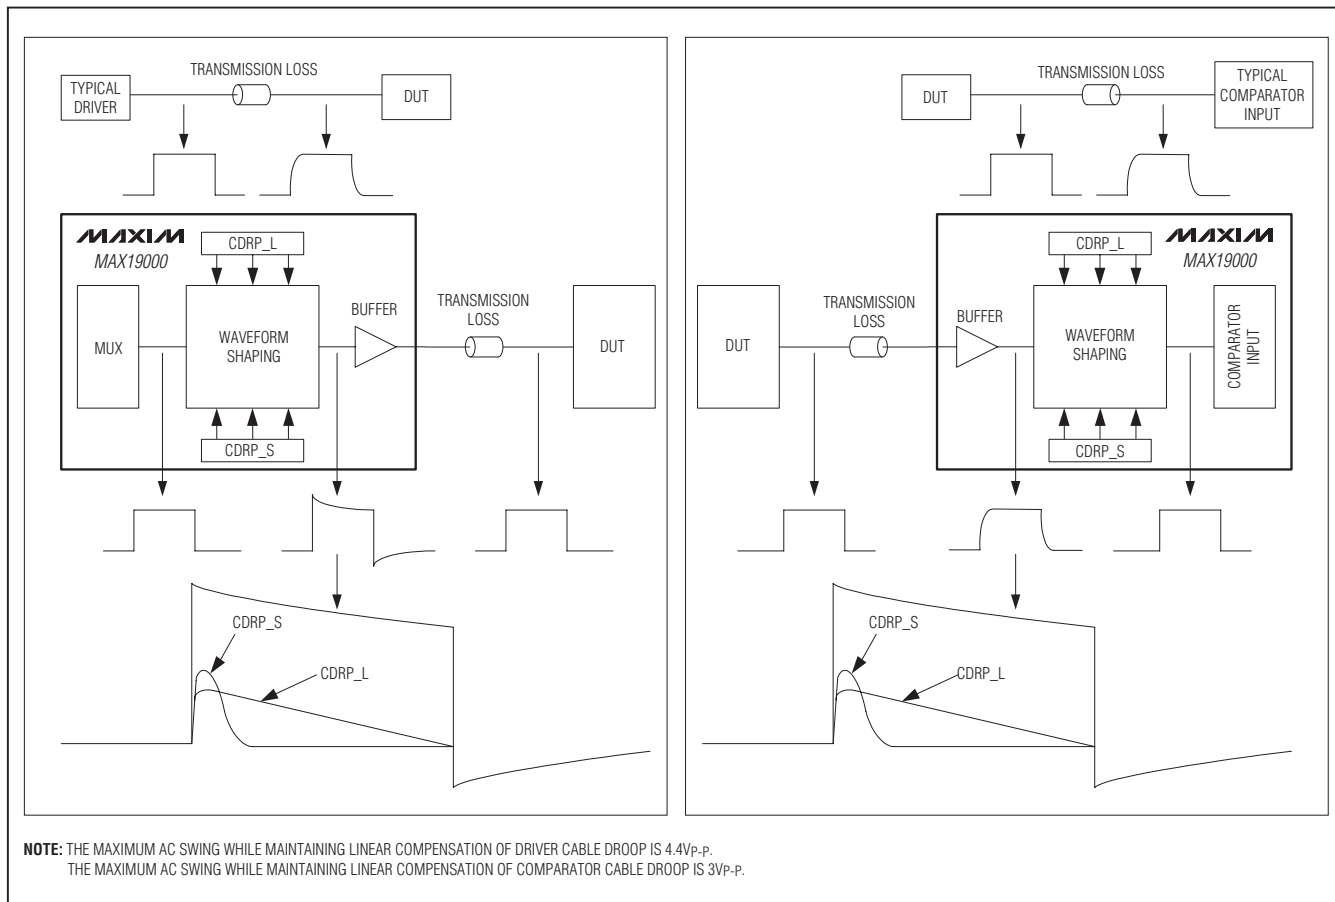 TRANSMISSION LOSS
TYPICAL
DRIVER
DUT
MAXIM
MAX19000
CDRP_L
MUX
WAVEFORM
SHAPING
BUFFER
TRANSMISSION
LOSS
DUT
CDRP_S
CDRP_S
CDRP_L
TRANSMISSION LOSS
DUT
TYPICAL
COMPARATOR
INPUT
CDRP_L
MAXIM
MAX19000
DUT
TRANSMISSION
LOSS
BUFFER
WAVEFORM
SHAPING
COMPARATOR
INPUT
CDRP_S
CDRP_S
CDRP_L
NOTE: THE MAXIMUM AC SWING WHILE MAINTAINING LINEAR COMPENSATION OF DRIVER CABLE DROOP IS 4.4VP-P.
THE MAXIMUM AC SWING WHILE MAINTAINING LINEAR COMPENSATION OF COMPARATOR CABLE DROOP IS 3VP-P.